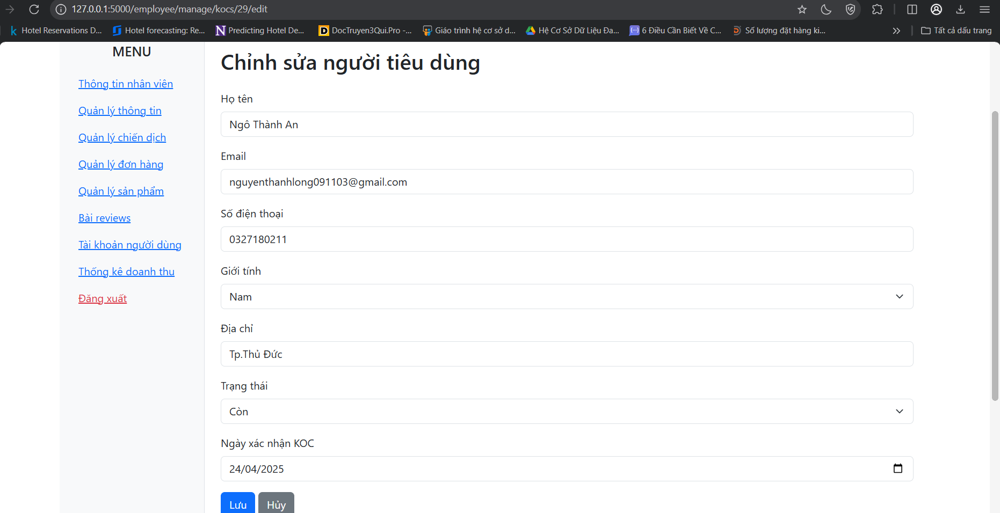 127.0.0.1:5000/employee/manage/kocs/29/edit
Hotel Reservations D...
Hotel forecasting: Re...
Predicting Hotel De...
DocTruyen3Qui.Pro -...
Giáo trình hệ cơ sở d...
Hệ Cơ Sở Dữ Liệu Đa...
6 Điều Cần Biết Về C...
Số lượng đặt hàng ki...
Tất cả dấu trang
MENU
Thông tin nhân viên
Quản lý thông tin
Quản lý chiến dịch
Quản lý đơn hàng
Quản lý sản phẩm
Bài reviews
Tài khoản người dùng
Thống kê doanh thu
Đăng xuất
Chỉnh sửa người tiêu dùng
Họ tên
Ngô Thành An
Email
nguyenthanhlong091103@gmail.com
Số điện thoại
0327180211
Giới tính
Nam
Địa chỉ
Tp.Thủ Đức
Trạng thái
Còn
Ngày xác nhận KOC
24/04/2025
Lưu
Hủy